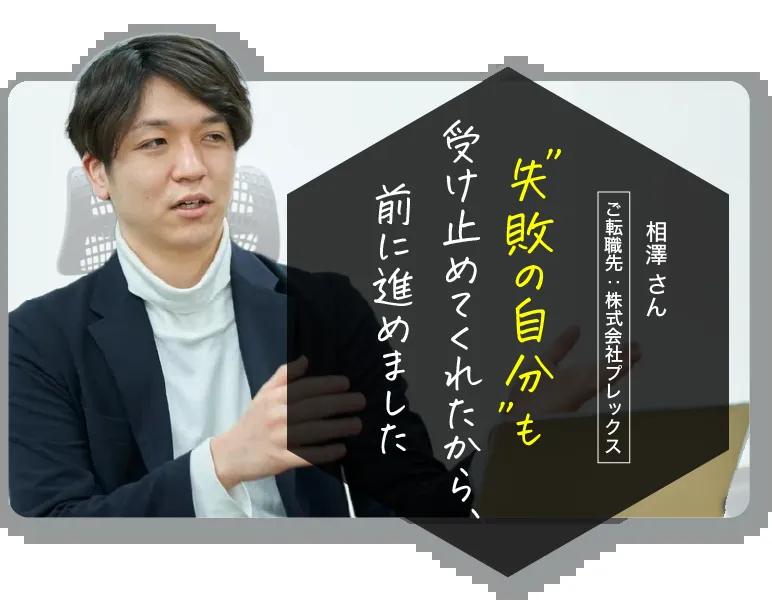 相澤 さん
ご転職先：株式会社プレックス
”失敗の自分”も
受け止めてくれたから、
前に進めました